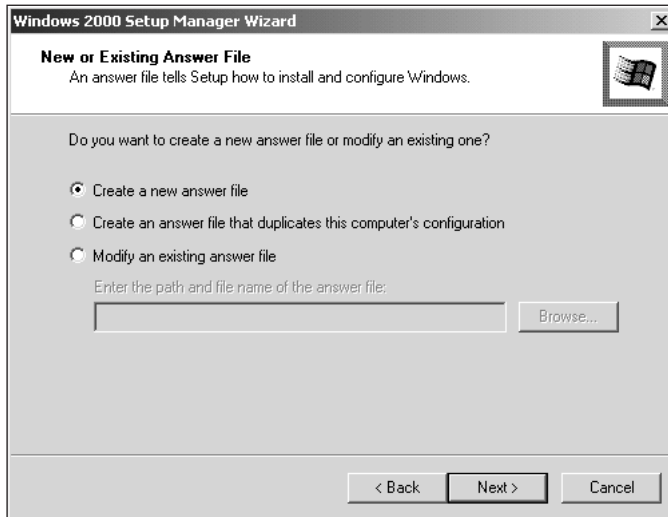 Windows 2000 Setup Manager Wizard
New or Existing Answer File
An answer file tells Setup how to install and configure Windows.
Do you want to create a new answer file or modify an existing one?
Create a new answer file
Create an answer file that duplicates this computer's configuration
Modify an existing answer file
Enter the path and file name of the answer file:
Browse...
< Back Next > Cancel